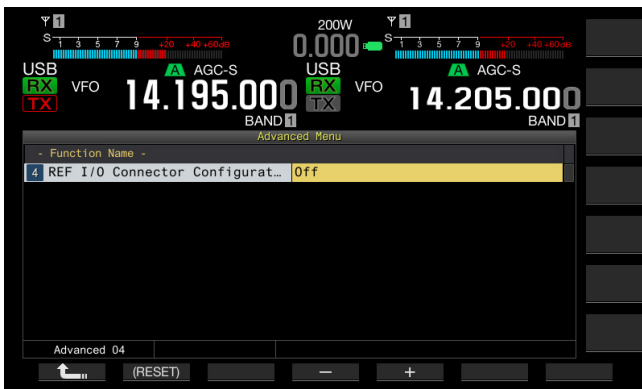 1 200W 1
S 1 3 5 7 9 +20 +40 +60dB 0.000 S 1 3 5 7 9 +20 +40 +60dB
USB A AGC-S USB A AGC-S
RX VFO 14.195.000 RX VFO 14.205.000
TX TX
BAND 1 BAND 1
Advanced Menu
- Function Name -
4 REF I/O Connector Configurat… Off
Advanced 04
(RESET) − +